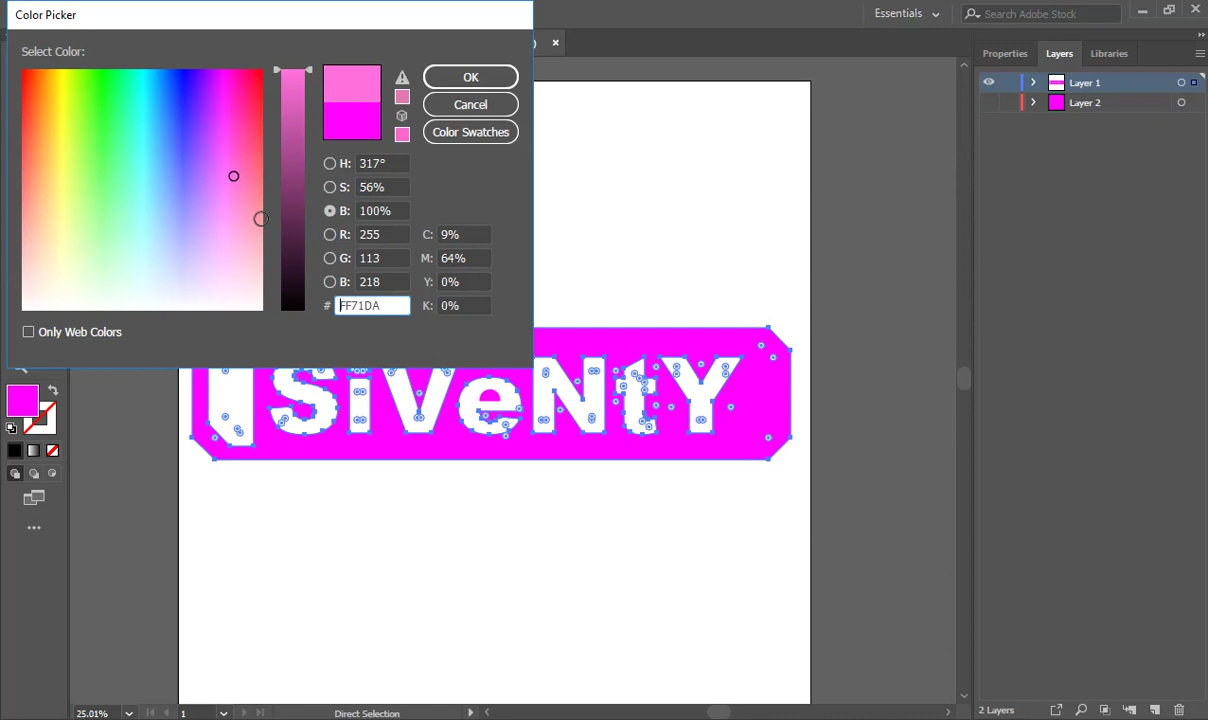 Color Picker
Essentials
Search Adobe Stock
Select Color:
OK
Cancel
Color Swatches
H: 317°
S: 56%
B: 100%
R: 255
G: 113
B: 218
# FF71DA
C: 9%
M: 64%
Y: 0%
K: 0%
Only Web Colors
Properties
Layers
Libraries
Layer 1
Layer 2
SiVeNtY
25.01%
1
Direct Selection
2 Layers